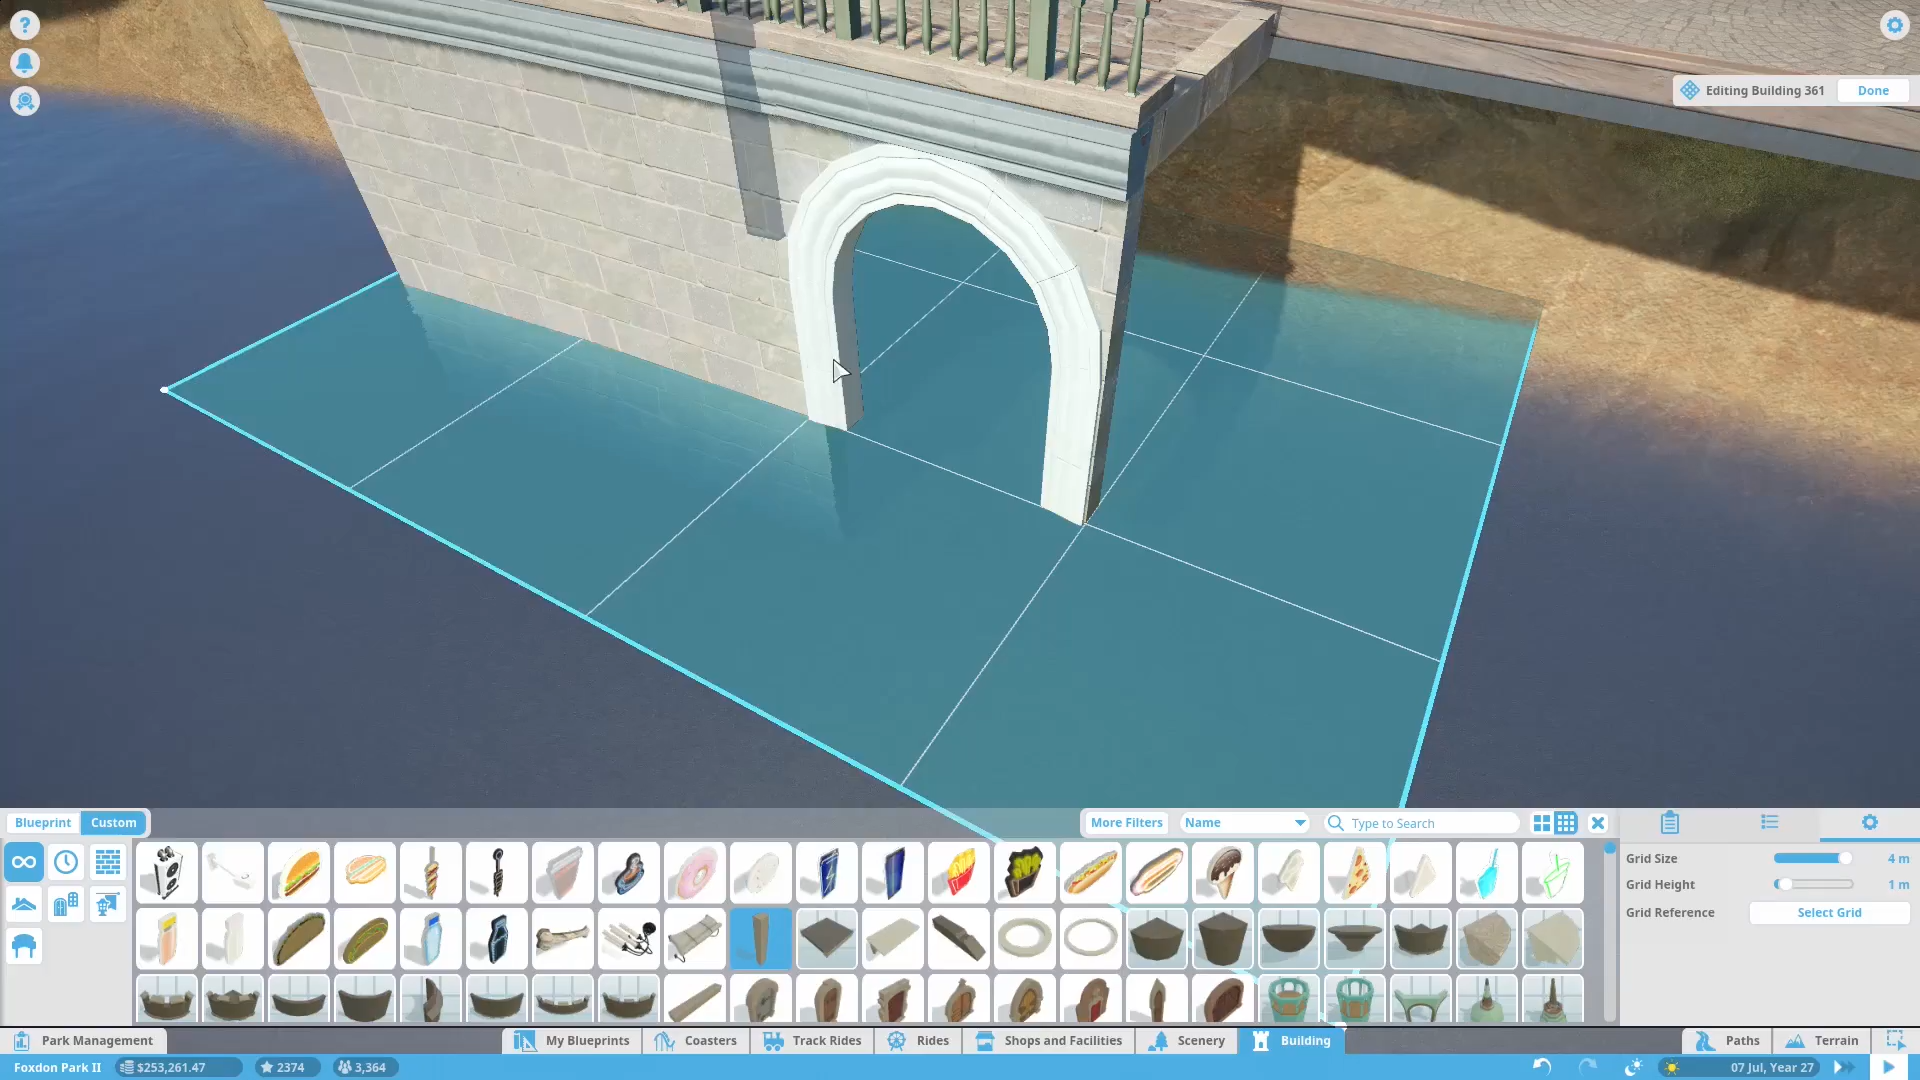 Editing Building 361 Done
Blueprint Custom
More Filters Name Type to Search
Grid Size 4 m
Grid Height 1 m
Grid Reference Select Grid
Park Management My Blueprints Coasters Track Rides Rides Shops and Facilities Scenery Building Paths Terrain
Foxdon Park II $253,261.47 2374 3,364 07 Jul, Year 27